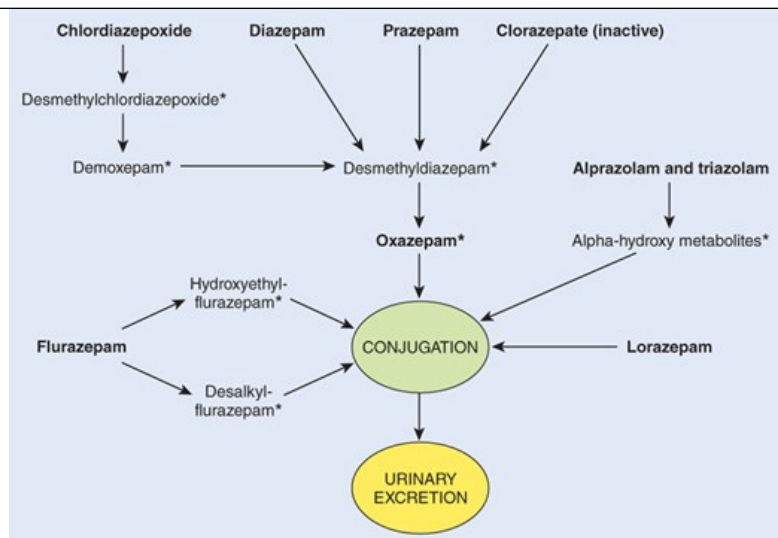 Chlordiazepoxide
Diazepam
Prazepam
Clorazepate (inactive)
Desmethylchlordiazepoxide*
Demoxepam*
Desmethyldiazepam*
Alprazolam and triazolam
Oxazepam*
Alpha-hydroxy metabolites*
Hydroxyethyl-
flurazepam*
Flurazepam
CONJUGATION
Lorazepam
Desalkyl-
flurazepam*
URINARY
EXCRETION